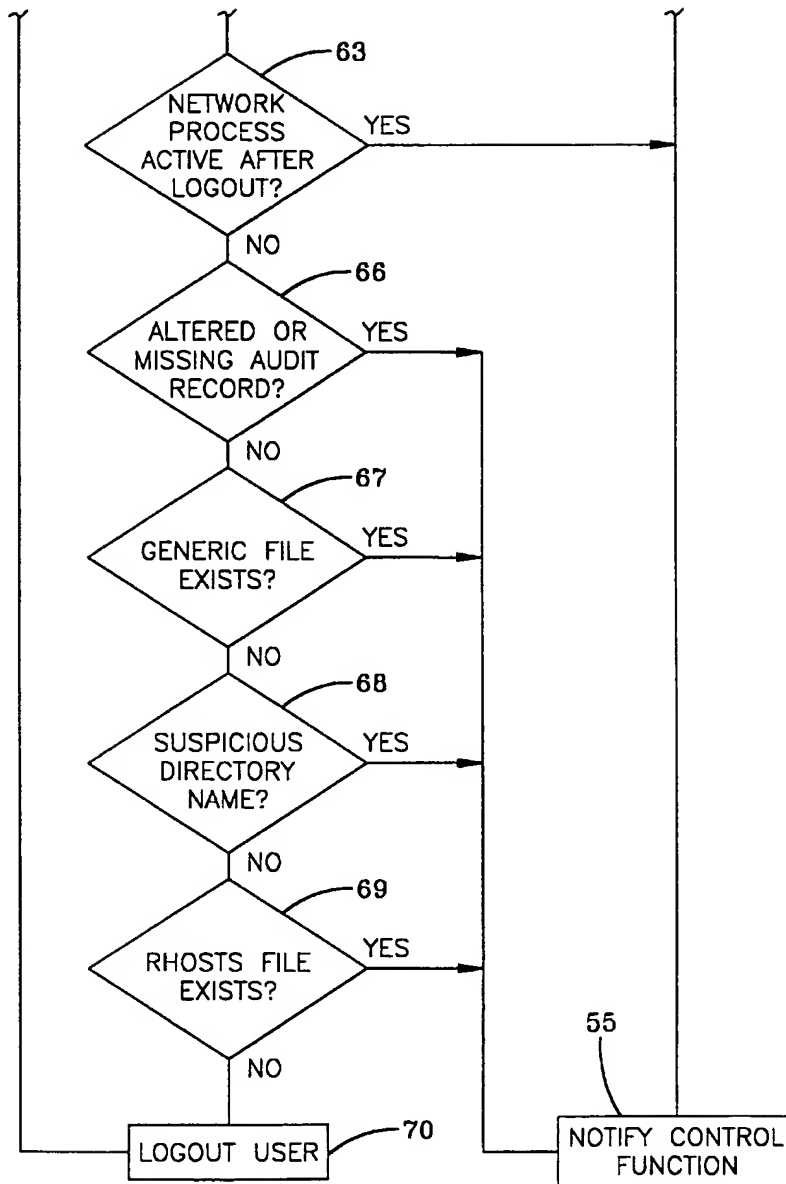 63
NETWORK
PROCESS
ACTIVE AFTER
LOGOUT?
YES
NO
66
ALTERED OR
MISSING AUDIT
RECORD?
YES
NO
67
GENERIC FILE
EXISTS?
YES
NO
68
SUSPICIOUS
DIRECTORY
NAME?
YES
NO
69
RHOSTS FILE
EXISTS?
YES
NO
LOGOUT USER
70
55
NOTIFY CONTROL
FUNCTION